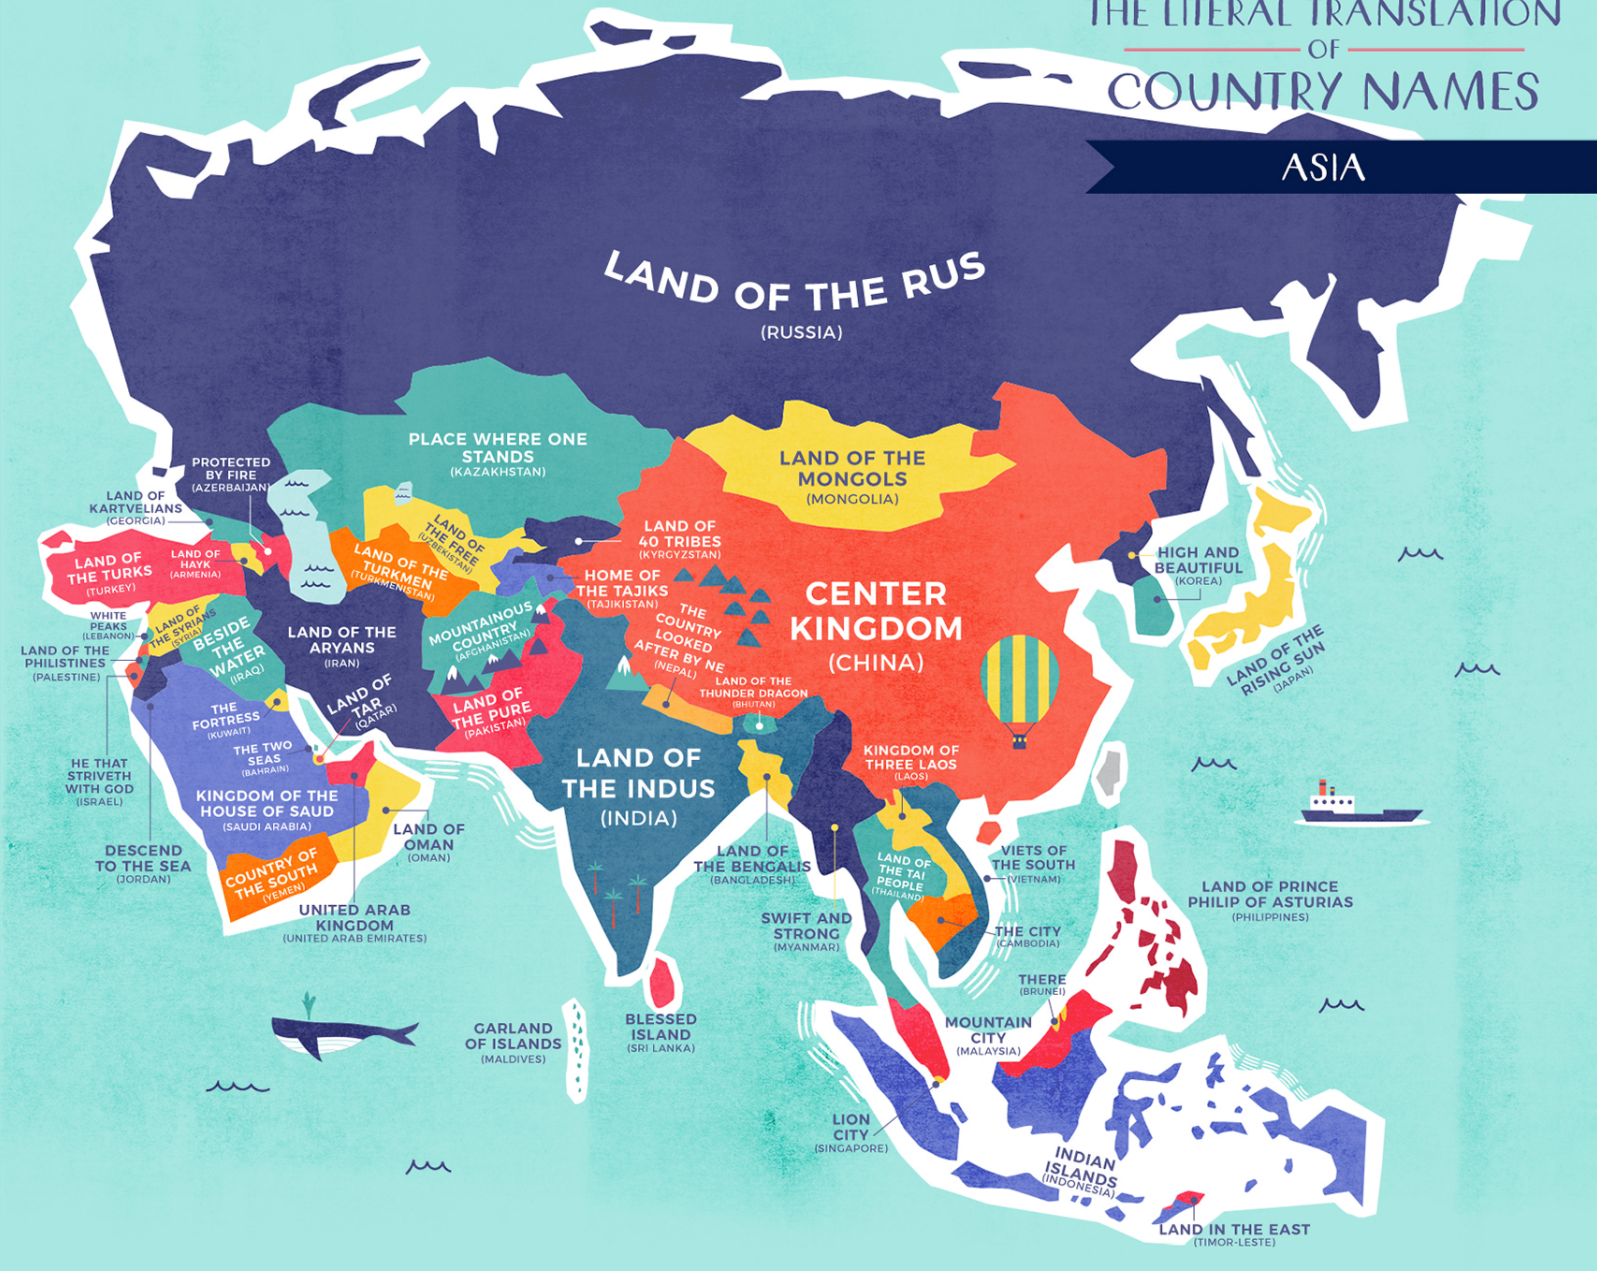 THE LITERAL TRANSLATION
OF
COUNTRY NAMES
ASIA
LAND OF THE RUS
(RUSSIA)
PLACE WHERE ONE
STANDS
(KAZAKHSTAN)
LAND OF THE
MONGOLS
(MONGOLIA)
PROTECTED
BY FIRE
(AZERBAIJAN)
LAND OF
KARTVELIANS
(GEORGIA)
LAND OF
THE TURKS
(TURKEY)
LAND OF
HAYK
(ARMENIA)
LAND OF
THE FREE
(UZBEKISTAN)
LAND OF THE
TURKMEN
(TURKMENISTAN)
LAND OF
40 TRIBES
(KYRGYZSTAN)
HOME OF
THE TAJIKS
(TAJIKISTAN)
CENTER
KINGDOM
(CHINA)
HIGH AND
BEAUTIFUL
(KOREA)
LAND OF THE
RISING SUN
(JAPAN)
WHITE
PEAKS
(LEBANON)
LAND OF
THE SYRIANS
(SYRIA)
BESIDE
THE
WATER
(IRAQ)
LAND OF THE
ARYANS
(IRAN)
MOUNTAINOUS
COUNTRY
(AFGHANISTAN)
THE
COUNTRY
LOOKED
AFTER BY NE
(NEPAL)
LAND OF THE
PHILISTINES
(PALESTINE)
LAND OF
THE PURE
(PAKISTAN)
LAND OF THE
THUNDER DRAGON
(BHUTAN)
THE
FORTRESS
(KUWAIT)
LAND OF
TAR
(QATAR)
THE TWO
SEAS
(BAHRAIN)
HE THAT
STRIVETH
WITH GOD
(ISRAEL)
KINGDOM OF THE
HOUSE OF SAUD
(SAUDI ARABIA)
LAND OF
THE INDUS
(INDIA)
KINGDOM OF
THREE LAOS
(LAOS)
DESCEND
TO THE SEA
(JORDAN)
COUNTRY OF
THE SOUTH
(YEMEN)
LAND OF
OMAN
(OMAN)
UNITED ARAB
KINGDOM
(UNITED ARAB EMIRATES)
LAND OF
THE BENGALIS
(BANGLADESH)
LAND OF
THE TAI
PEOPLE
(THAILAND)
VIETS OF
THE SOUTH
(VIETNAM)
LAND OF PRINCE
PHILIP OF ASTURIAS
(PHILIPPINES)
SWIFT AND
STRONG
(MYANMAR)
THE CITY
(CAMBODIA)
THERE
(BRUNEI)
GARLAND
OF ISLANDS
(MALDIVES)
BLESSED
ISLAND
(SRI LANKA)
MOUNTAIN
CITY
(MALAYSIA)
LION
CITY
(SINGAPORE)
INDIAN
ISLANDS
(INDONESIA)
LAND IN THE EAST
(TIMOR-LESTE)